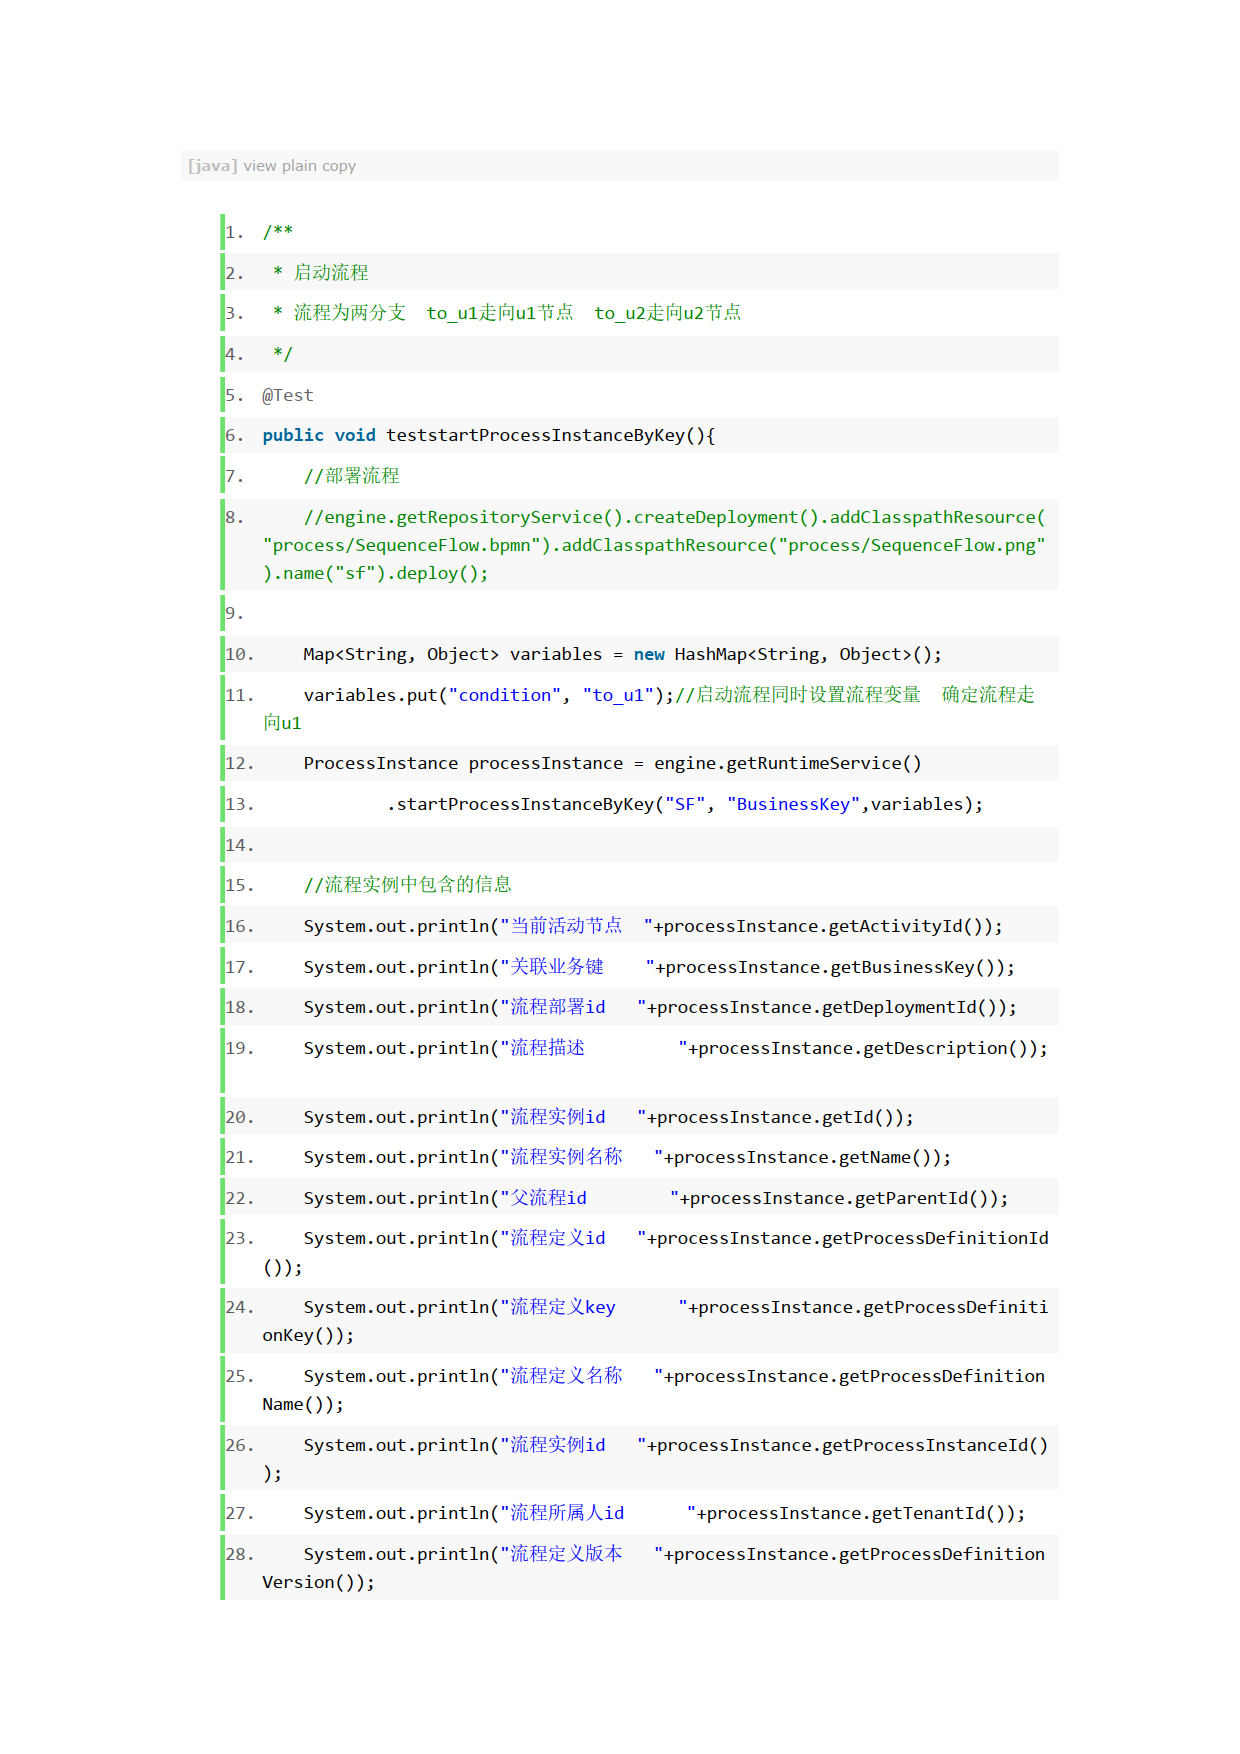 [java] view plain copy
1. /**
2.  * 启动流程
3.  * 流程为两分支  to_u1走向u1节点  to_u2走向u2节点
4.  */
5. @Test
6. public void teststartProcessInstanceByKey(){
7.     //部署流程
8.     //engine.getRepositoryService().createDeployment().addClasspathResource(
"process/SequenceFlow.bpmn").addClasspathResource("process/SequenceFlow.png"
).name("sf").deploy();
9.
10.     Map<String, Object> variables = new HashMap<String, Object>();
11.     variables.put("condition", "to_u1");//启动流程同时设置流程变量  确定流程走
向u1
12.     ProcessInstance processInstance = engine.getRuntimeService()
13.             .startProcessInstanceByKey("SF", "BusinessKey",variables);
14.
15.     //流程实例中包含的信息
16.     System.out.println("当前活动节点  "+processInstance.getActivityId());
17.     System.out.println("关联业务键    "+processInstance.getBusinessKey());
18.     System.out.println("流程部署id   "+processInstance.getDeploymentId());
19.     System.out.println("流程描述         "+processInstance.getDescription());
20.     System.out.println("流程实例id   "+processInstance.getId());
21.     System.out.println("流程实例名称   "+processInstance.getName());
22.     System.out.println("父流程id        "+processInstance.getParentId());
23.     System.out.println("流程定义id   "+processInstance.getProcessDefinitionId
());
24.     System.out.println("流程定义key      "+processInstance.getProcessDefiniti
onKey());
25.     System.out.println("流程定义名称   "+processInstance.getProcessDefinition
Name());
26.     System.out.println("流程实例id   "+processInstance.getProcessInstanceId()
);
27.     System.out.println("流程所属人id      "+processInstance.getTenantId());
28.     System.out.println("流程定义版本   "+processInstance.getProcessDefinition
Version());